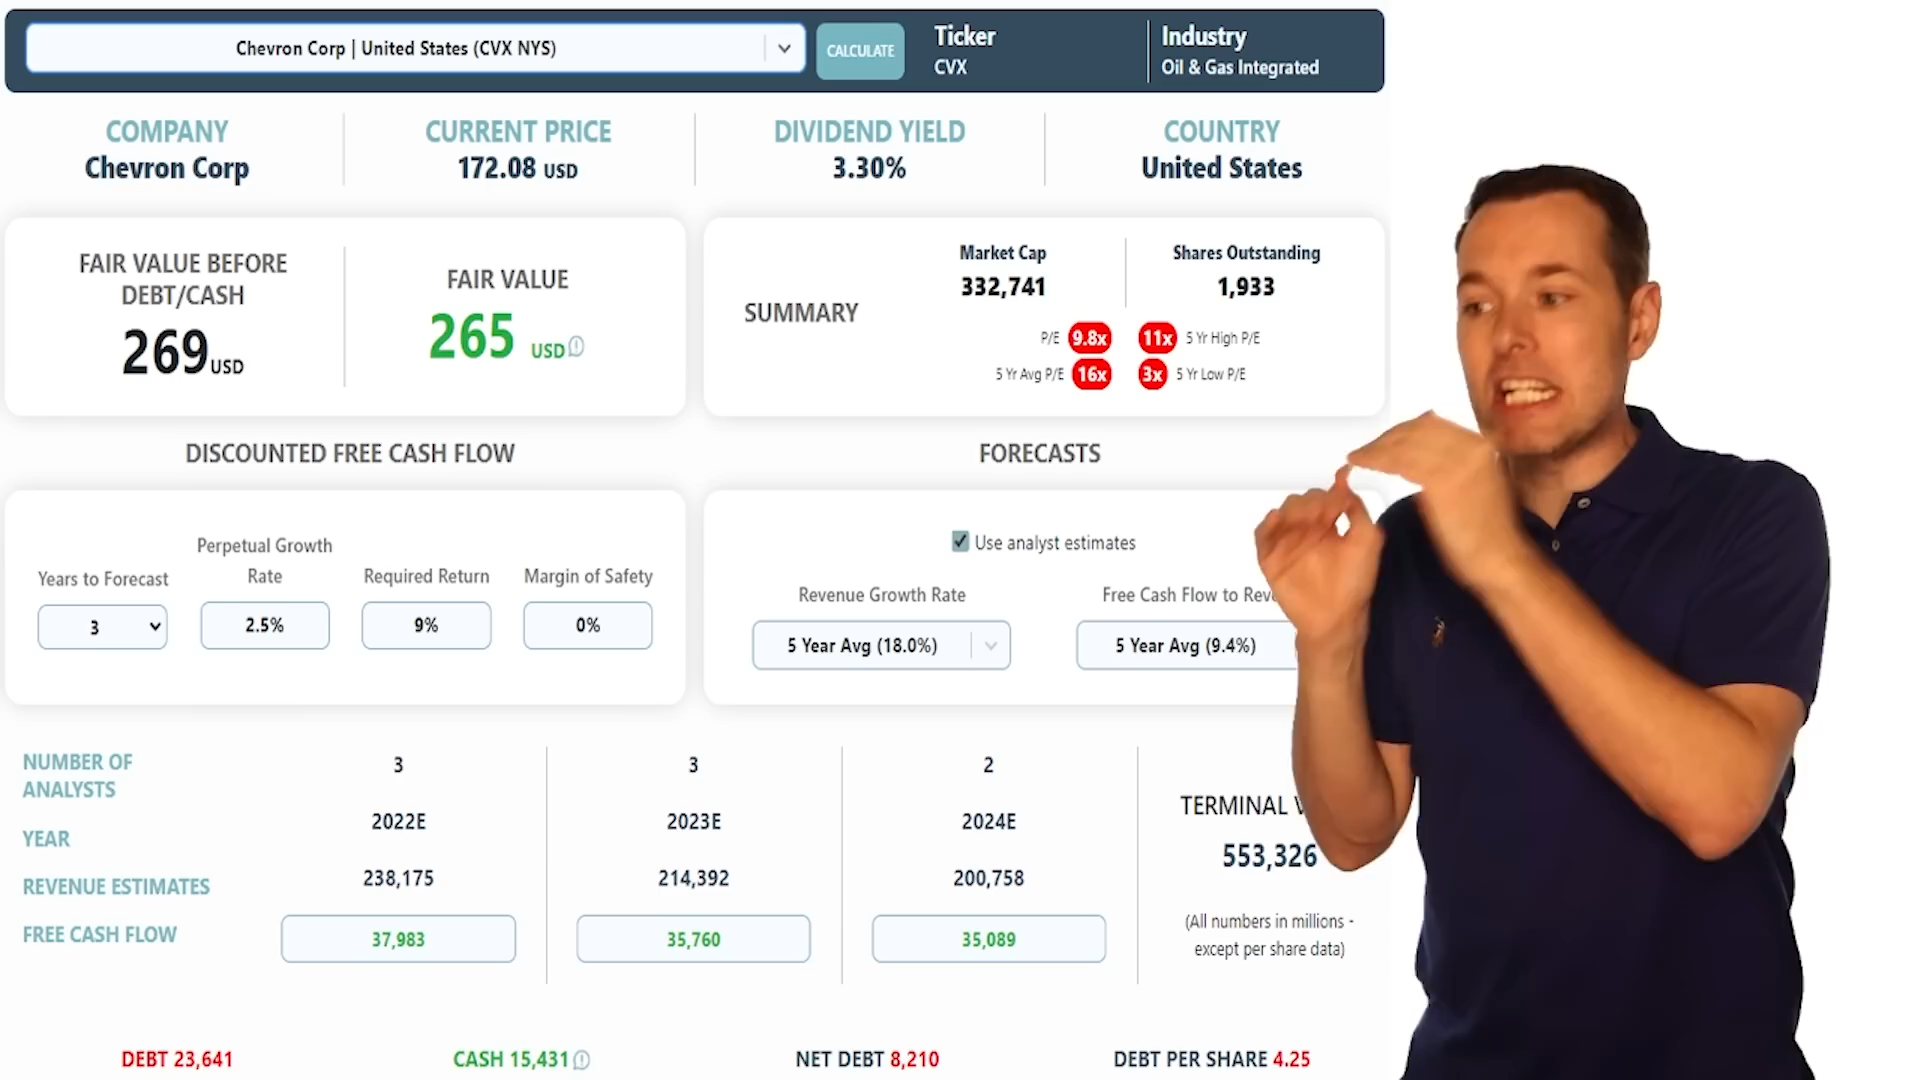 Chevron Corp | United States (CVX NYS)
CALCULATE
Ticker
CVX
Industry
Oil & Gas Integrated
COMPANY
Chevron Corp
CURRENT PRICE
172.08 USD
DIVIDEND YIELD
3.30%
COUNTRY
United States
FAIR VALUE BEFORE
DEBT/CASH
269 USD
FAIR VALUE
265 USD
SUMMARY
Market Cap
332,741
Shares Outstanding
1,933
P/E 9.8x
11x 5 Yr High P/E
5 Yr Avg P/E 16x
3x 5 Yr Low P/E
DISCOUNTED FREE CASH FLOW
Years to Forecast
3
Perpetual Growth
Rate
2.5%
Required Return
9%
Margin of Safety
0%
FORECASTS
Use analyst estimates
Revenue Growth Rate
5 Year Avg (18.0%)
Free Cash Flow to
5 Year Avg (9.4%)
NUMBER OF
ANALYSTS
3
3
2
YEAR
2022E
2023E
2024E
REVENUE ESTIMATES
238,175
214,392
200,758
FREE CASH FLOW
37,983
35,760
35,089
TERMINAL
553,326
(All numbers in millions -
except per share data)
DEBT 23,641
CASH 15,431
NET DEBT 8,210
DEBT PER SHARE 4.25